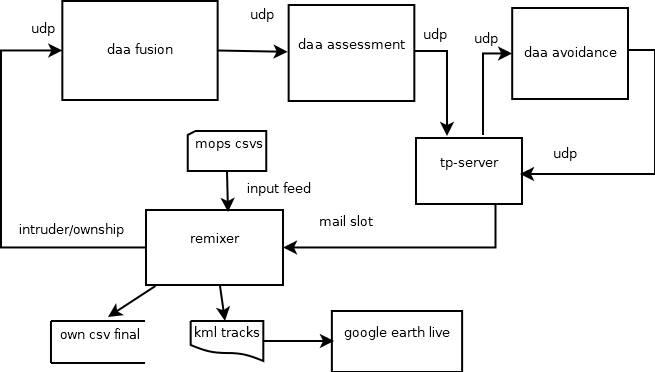 udp
udp
udp
udp
daa fusion
daa assessment
daa avoidance
mops csvs
tp-server
udp
input feed
mail slot
intruder/ownship
remixer
own csv final
kml tracks
google earth live